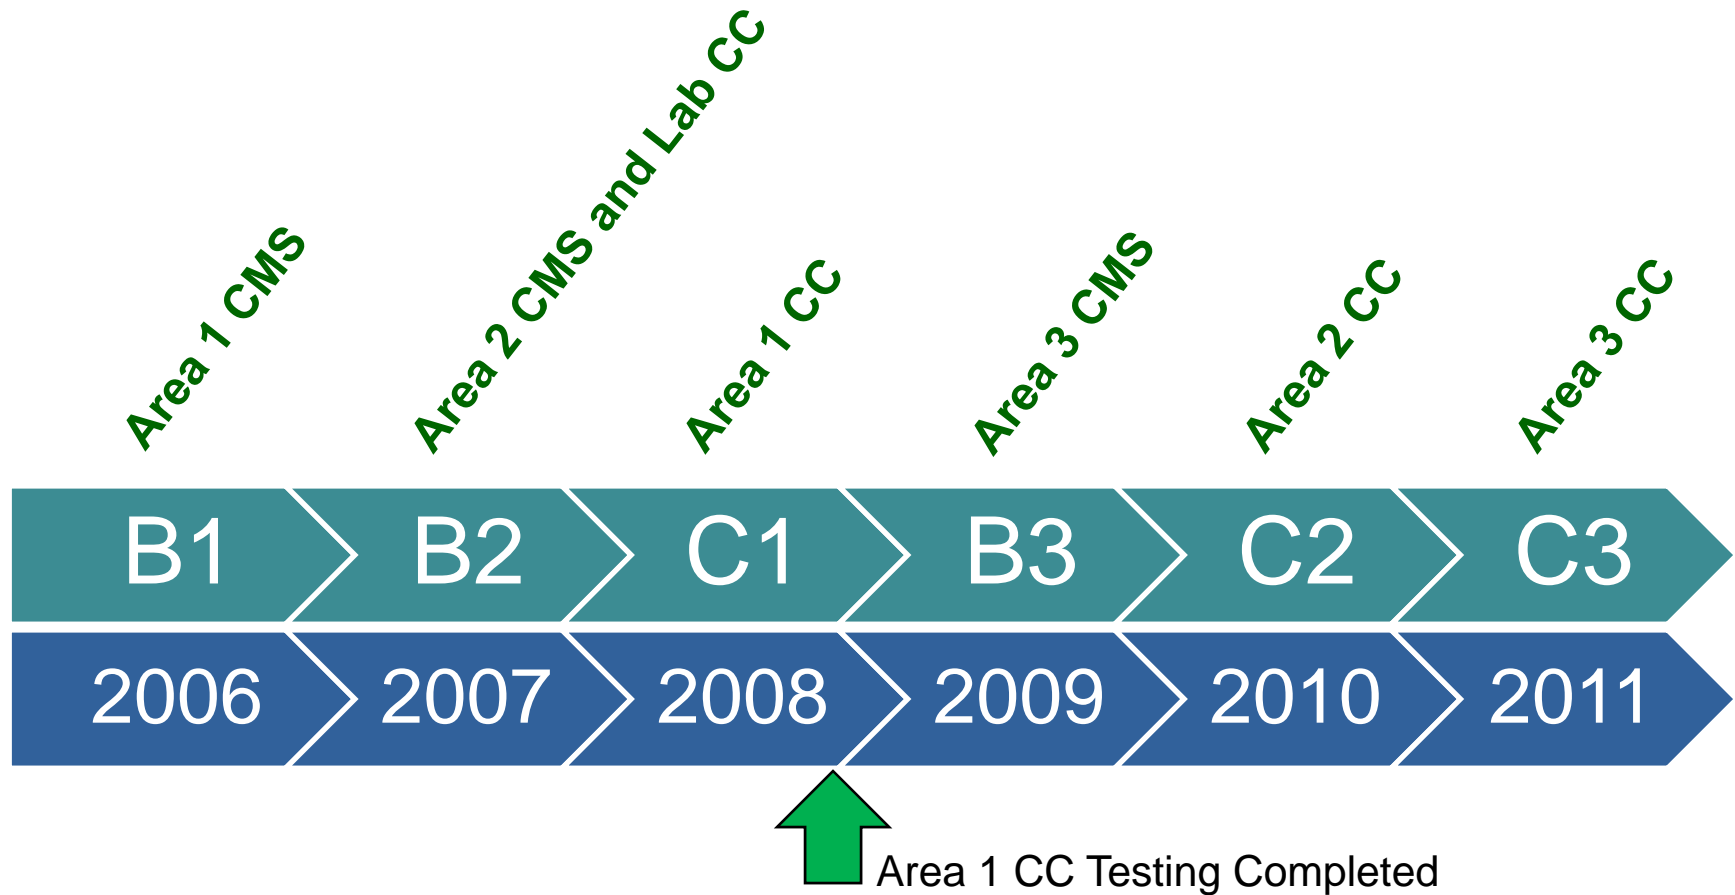 Area 1 CMS
Area 2 CMS and Lab CC
Area 1 CC
Area 3 CMS
Area 2 CC
Area 3 CC
B1
B2
C1
B3
C2
C3
2006
2007
2008
2009
2010
2011
Area 1 CC Testing Completed